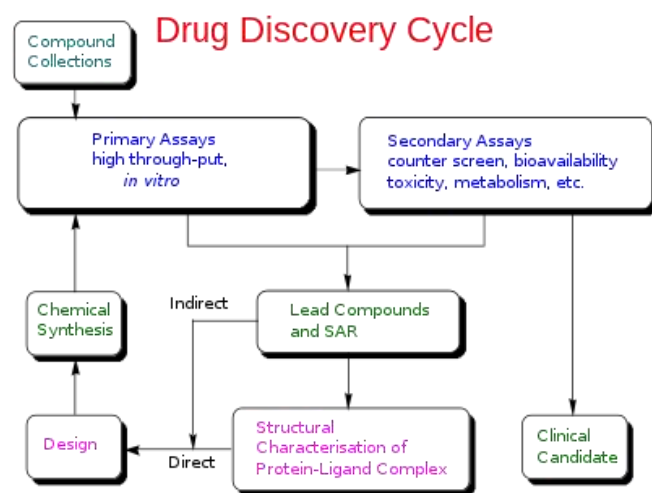 Drug Discovery Cycle
Compound
Collections
Primary Assays
high through-put,
in vitro
Secondary Assays
counter screen, bioavailability
toxicity, metabolism, etc.
Chemical
Synthesis
Indirect
Lead Compounds
and SAR
Design
Direct
Structural
Characterisation of
Protein-Ligand Complex
Clinical
Candidate